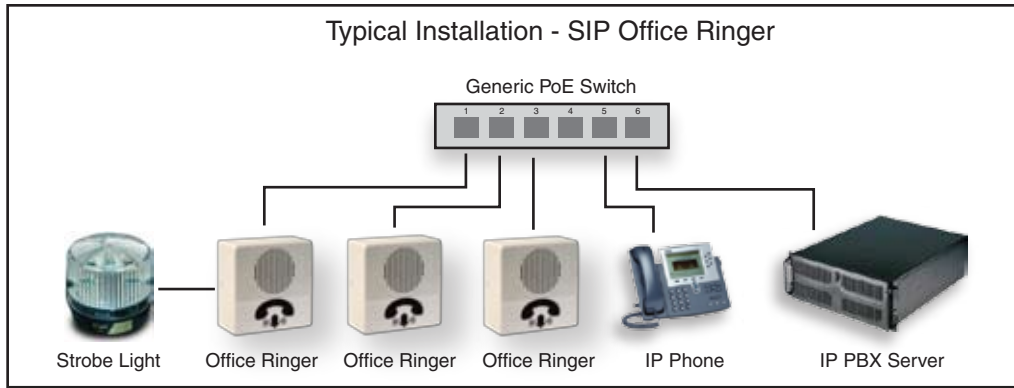 Typical Installation - SIP Office Ringer
Generic PoE Switch
1 2 3 4 5 6
Strobe Light Office Ringer Office Ringer Office Ringer IP Phone IP PBX Server